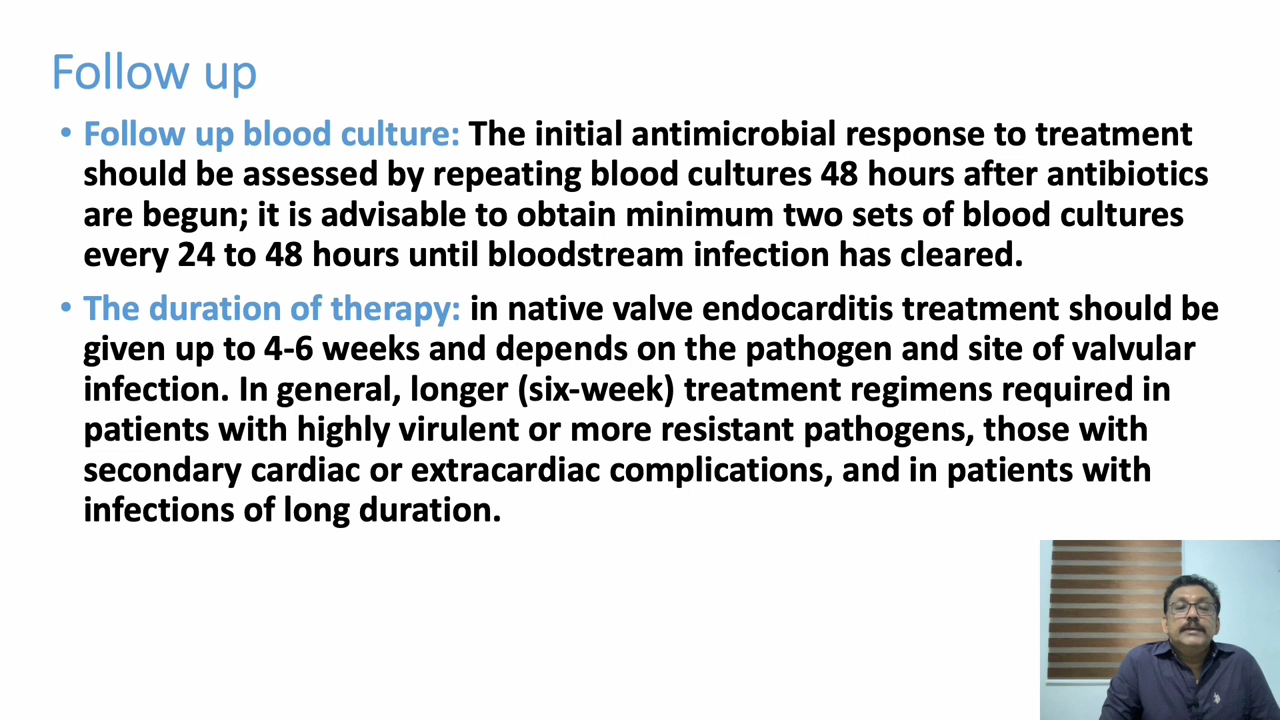 Follow up
• Follow up blood culture: The initial antimicrobial response to treatment
should be assessed by repeating blood cultures 48 hours after antibiotics
are begun; it is advisable to obtain minimum two sets of blood cultures
every 24 to 48 hours until bloodstream infection has cleared.
• The duration of therapy: in native valve endocarditis treatment should be
given up to 4-6 weeks and depends on the pathogen and site of valvular
infection. In general, longer (six-week) treatment regimens required in
patients with highly virulent or more resistant pathogens, those with
secondary cardiac or extracardiac complications, and in patients with
infections of long duration.